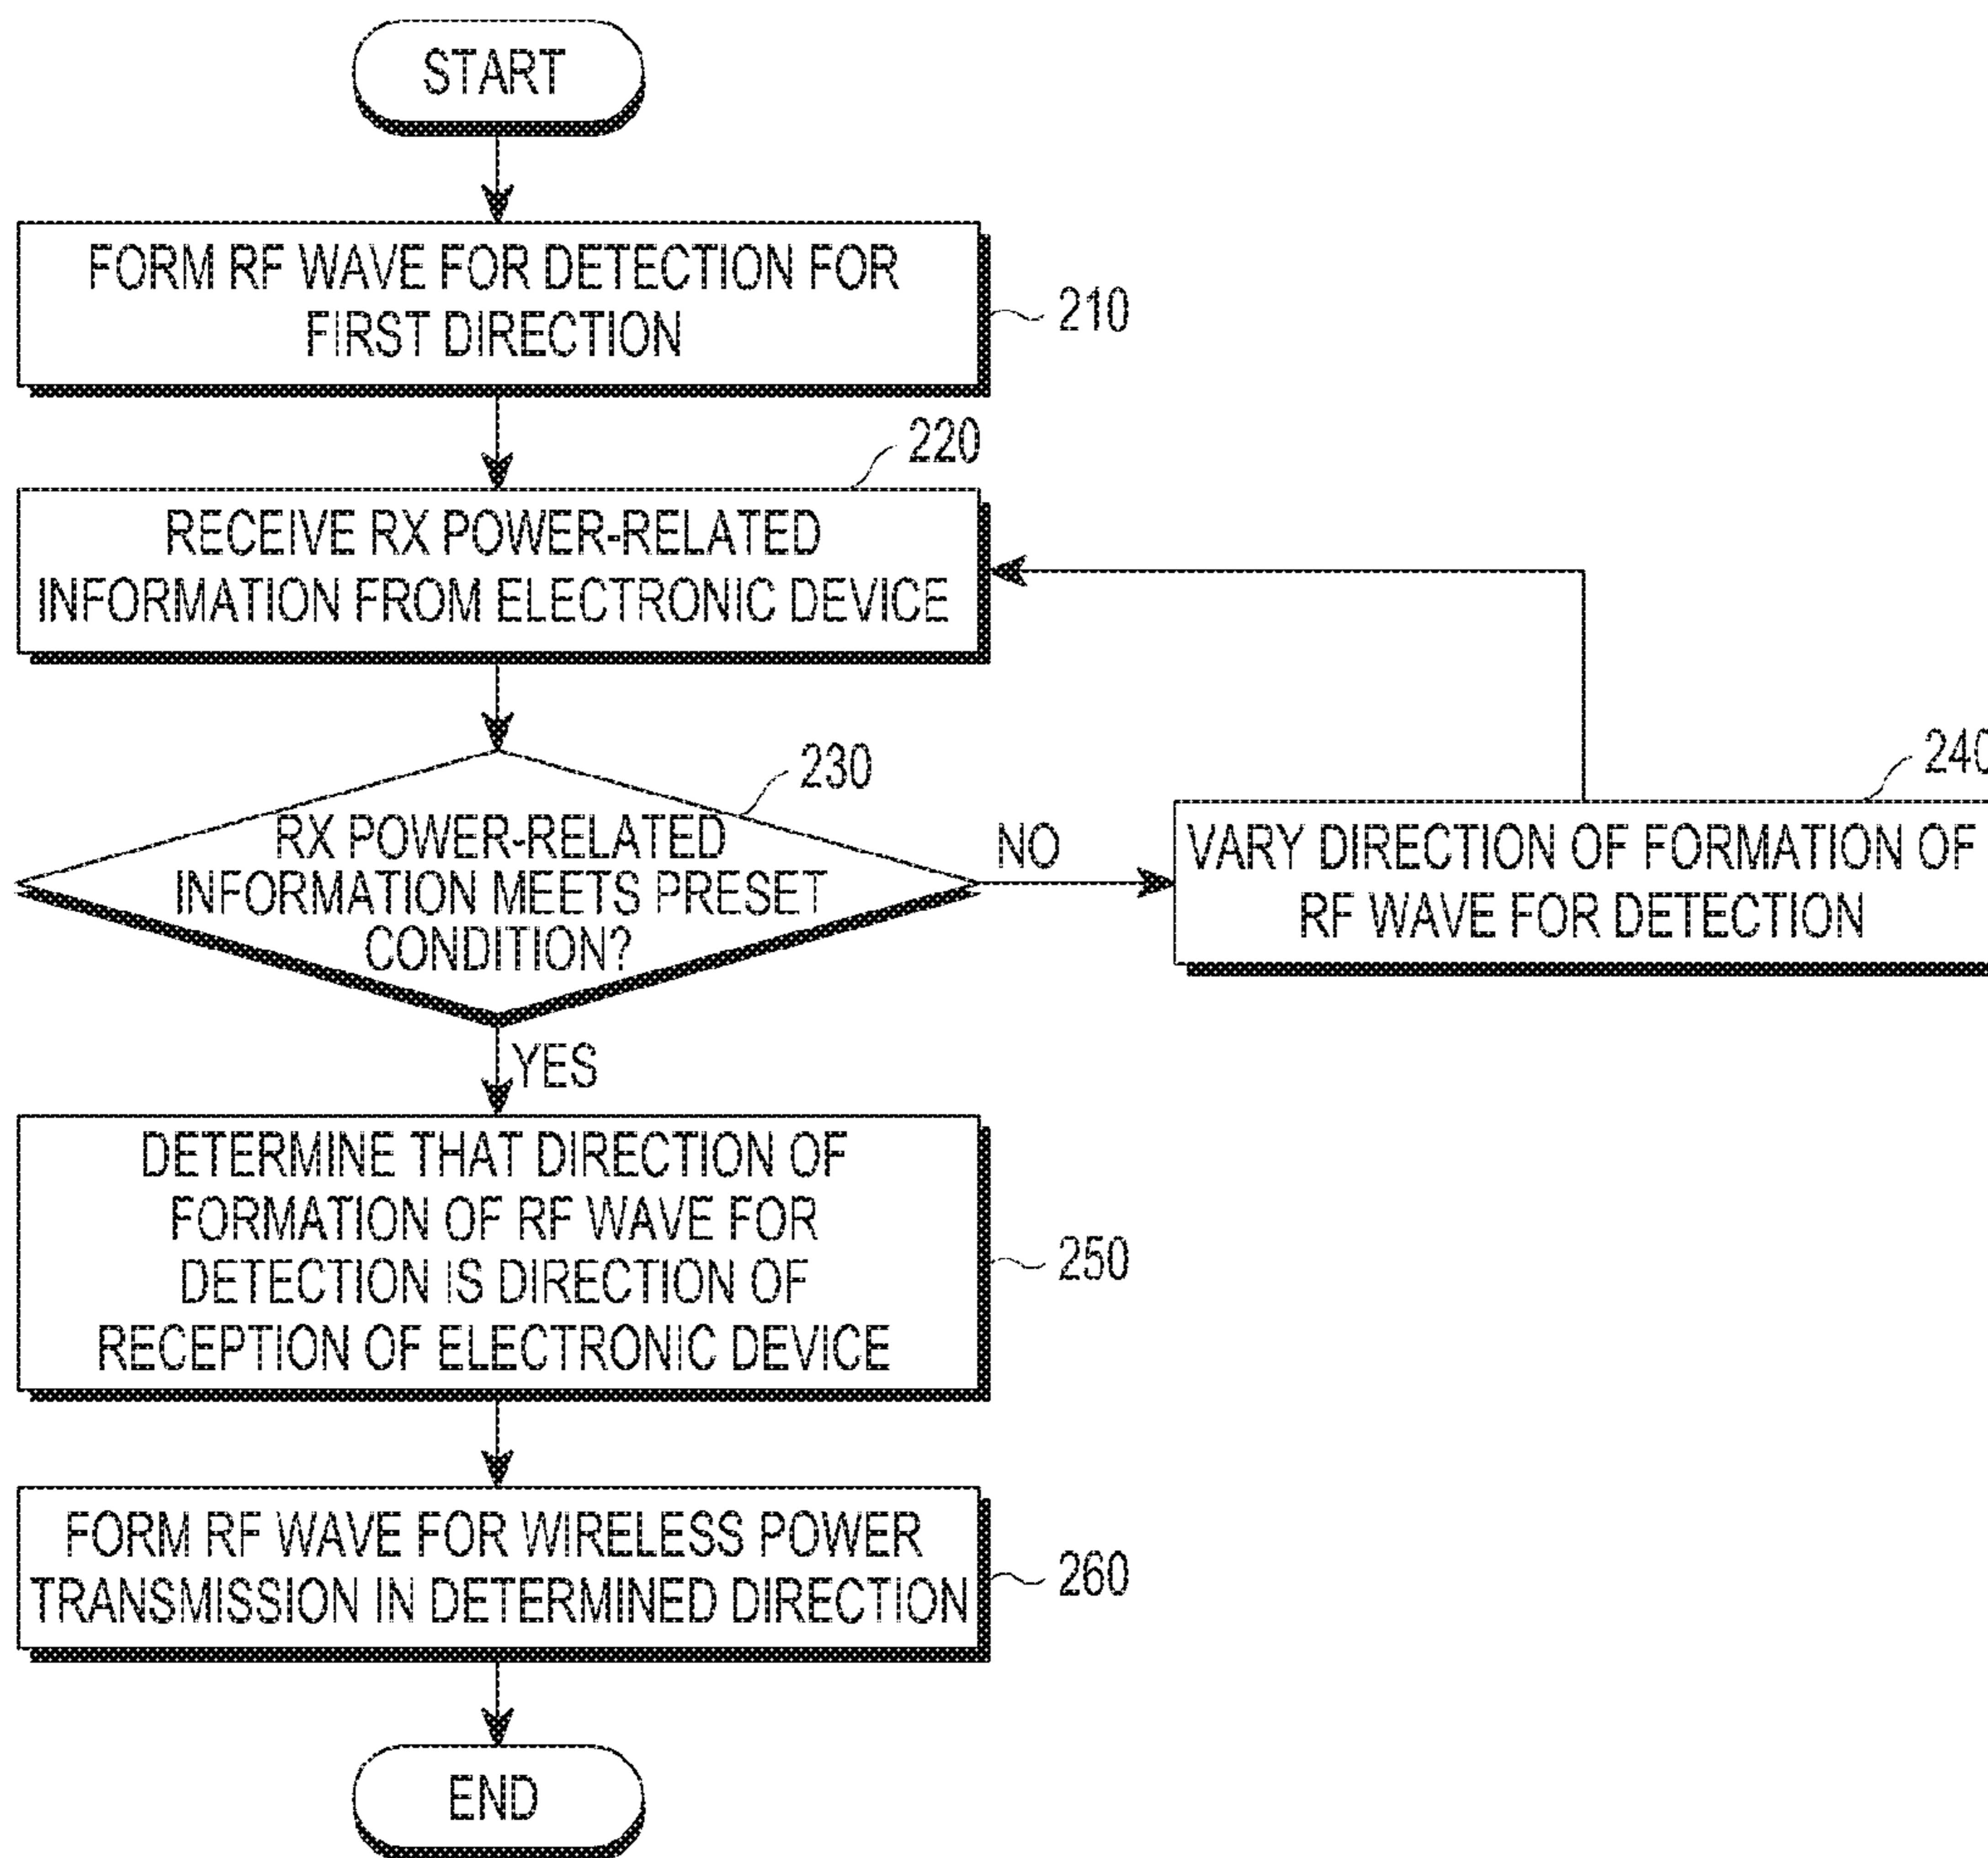 START
FORM RF WAVE FOR DETECTION FOR
FIRST DIRECTION
210
220
RECEIVE RX POWER-RELATED
INFORMATION FROM ELECTRONIC DEVICE
230
RX POWER-RELATED
INFORMATION MEETS PRESET
CONDITION?
NO
240
VARY DIRECTION OF FORMATION OF
RF WAVE FOR DETECTION
YES
DETERMINE THAT DIRECTION OF
FORMATION OF RF WAVE FOR
DETECTION IS DIRECTION OF
RECEPTION OF ELECTRONIC DEVICE
250
FORM RF WAVE FOR WIRELESS POWER
TRANSMISSION IN DETERMINED DIRECTION
260
END